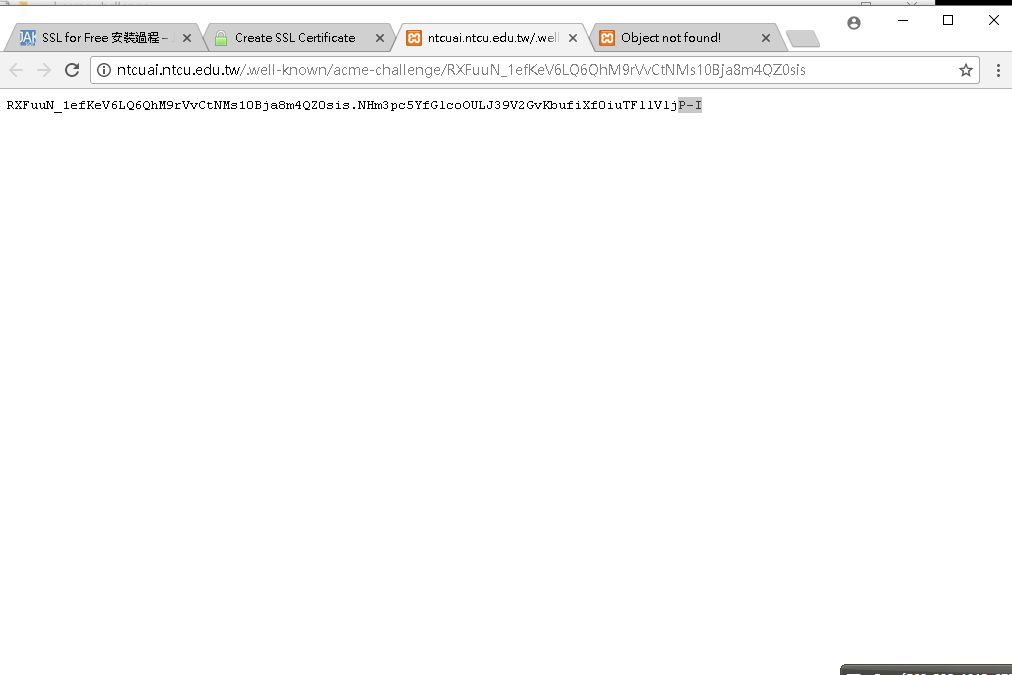 SSL for Free 安裝過程 –
Create SSL Certificate
ntcuai.ntcu.edu.tw/.well
Object not found!
ntcuai.ntcu.edu.tw/.well-known/acme-challenge/RXFuuN_1efKeV6LQ6QhM9rVvCtNMs10Bja8m4QZ0sis
RXFuuN_1efKeV6LQ6QhM9rVvCtNMs10Bja8m4QZ0sis.NHm3pc5YfGlcoOULJ39V2GvKbufiXfOiuTFllVljP-I